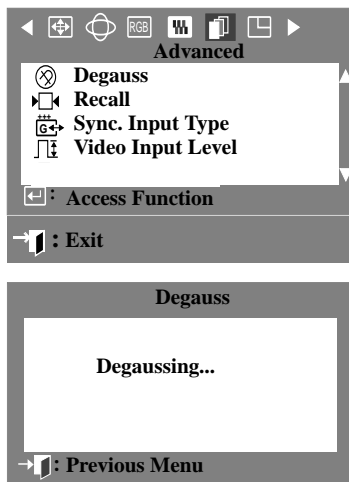 RGB
Advanced
Degauss
Recall
G Sync. Input Type
Video Input Level
: Access Function
: Exit
Degauss
Degaussing...
: Previous Menu